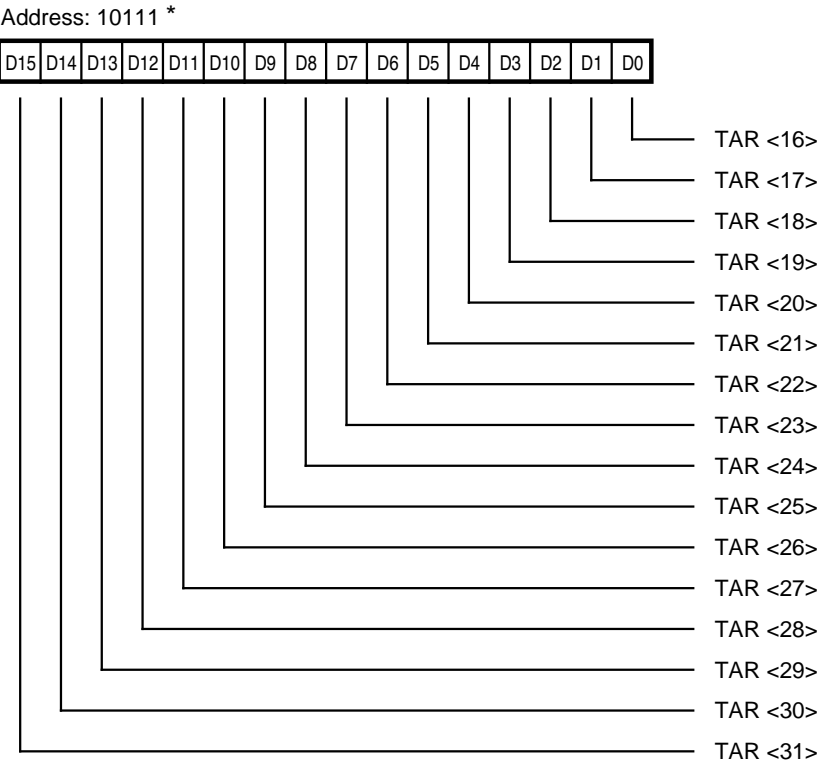 Address: 10111 *
D15 D14 D13 D12 D11 D10 D9 D8 D7 D6 D5 D4 D3 D2 D1 D0
TAR <16>
TAR <17>
TAR <18>
TAR <19>
TAR <20>
TAR <21>
TAR <22>
TAR <23>
TAR <24>
TAR <25>
TAR <26>
TAR <27>
TAR <28>
TAR <29>
TAR <30>
TAR <31>